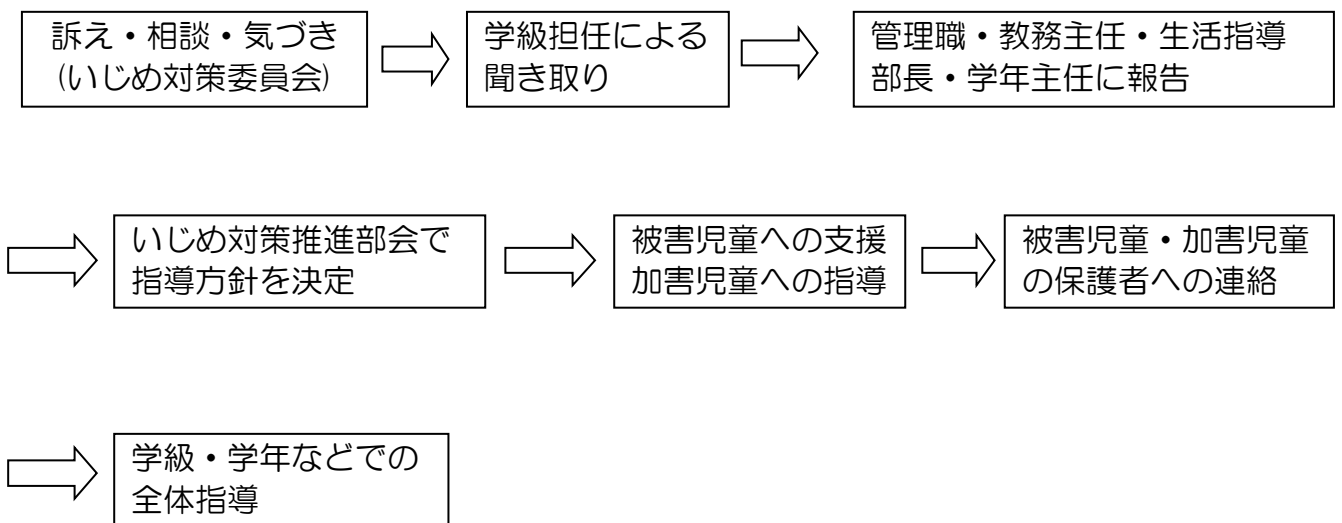 訴え・相談・気づき
(いじめ対策委員会)
学級担任による
聞き取り
管理職・教務主任・生活指導
部長・学年主任に報告
いじめ対策推進部会で
指導方針を決定
被害児童への支援
加害児童への指導
被害児童・加害児童
の保護者への連絡
学級・学年などでの
全体指導